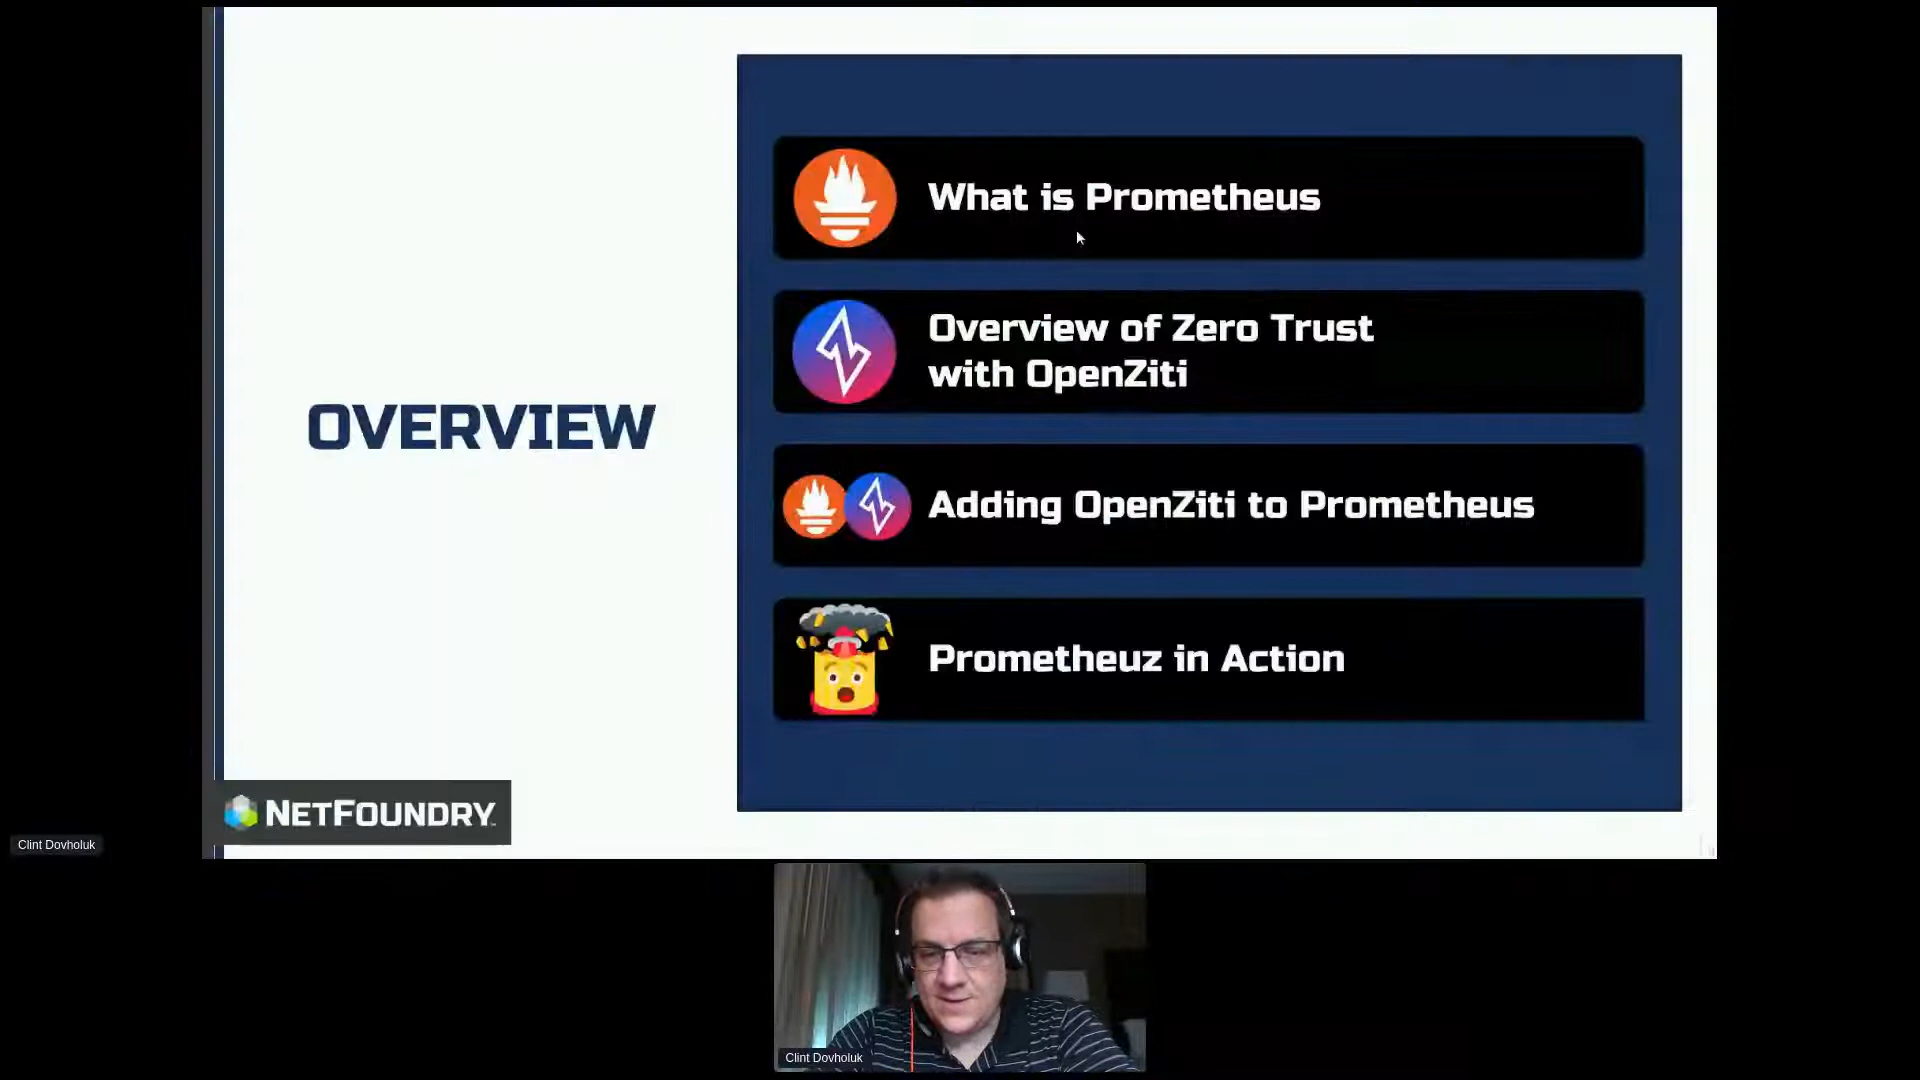 OVERVIEW
What is Prometheus
Overview of Zero Trust
with OpenZiti
Adding OpenZiti to Prometheus
Prometheuz in Action
NETFOUNDRY
Clint Dovholuk
Clint Dovholuk